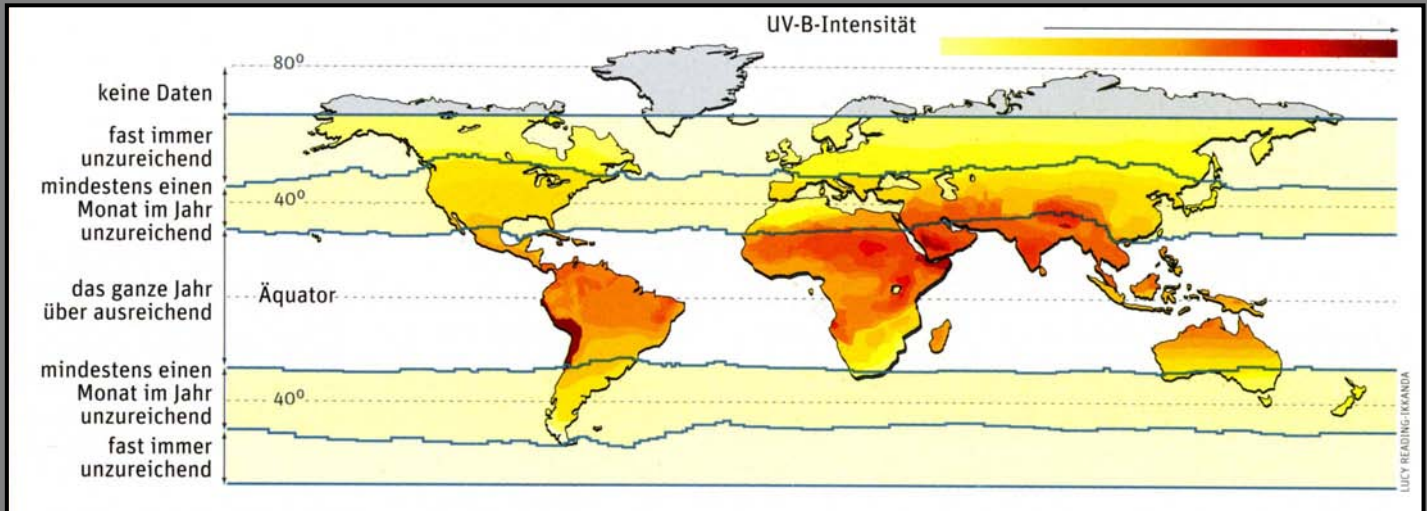 UV-B-Intensität
80°
keine Daten
fast immer
unzureichend
mindestens einen
Monat im Jahr
unzureichend
40°
das ganze Jahr
über ausreichend
Äquator
mindestens einen
Monat im Jahr
unzureichend
40°
fast immer
unzureichend
LUCY READING-IKKANDA